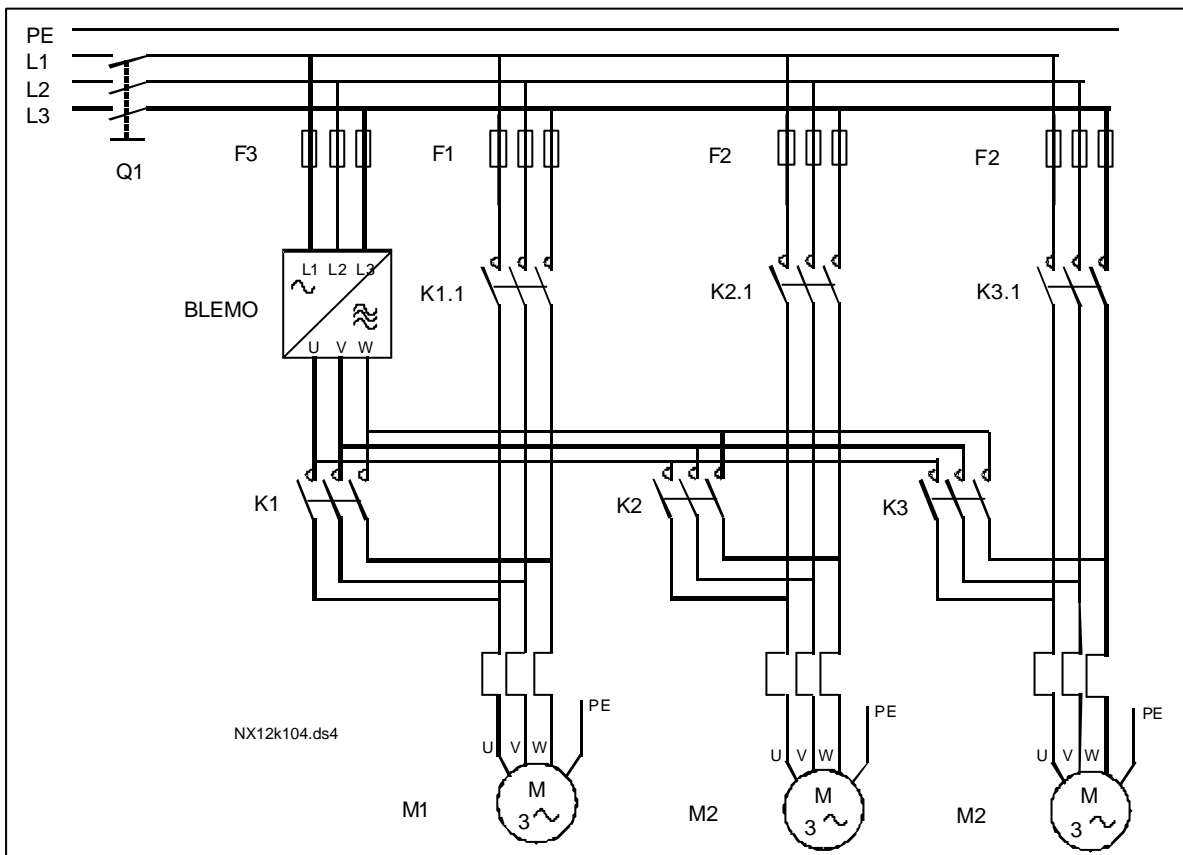 PE
L1
L2
L3
Q1
F3
F1
F2
F2
L1 L2 L3
BLEMO
U V W
K1.1
K2.1
K3.1
K1
K2
K3
PE
PE
PE
NX12k104.ds4
U V W
U V W
U V W
M
3
M
3
M
3
M1
M2
M2